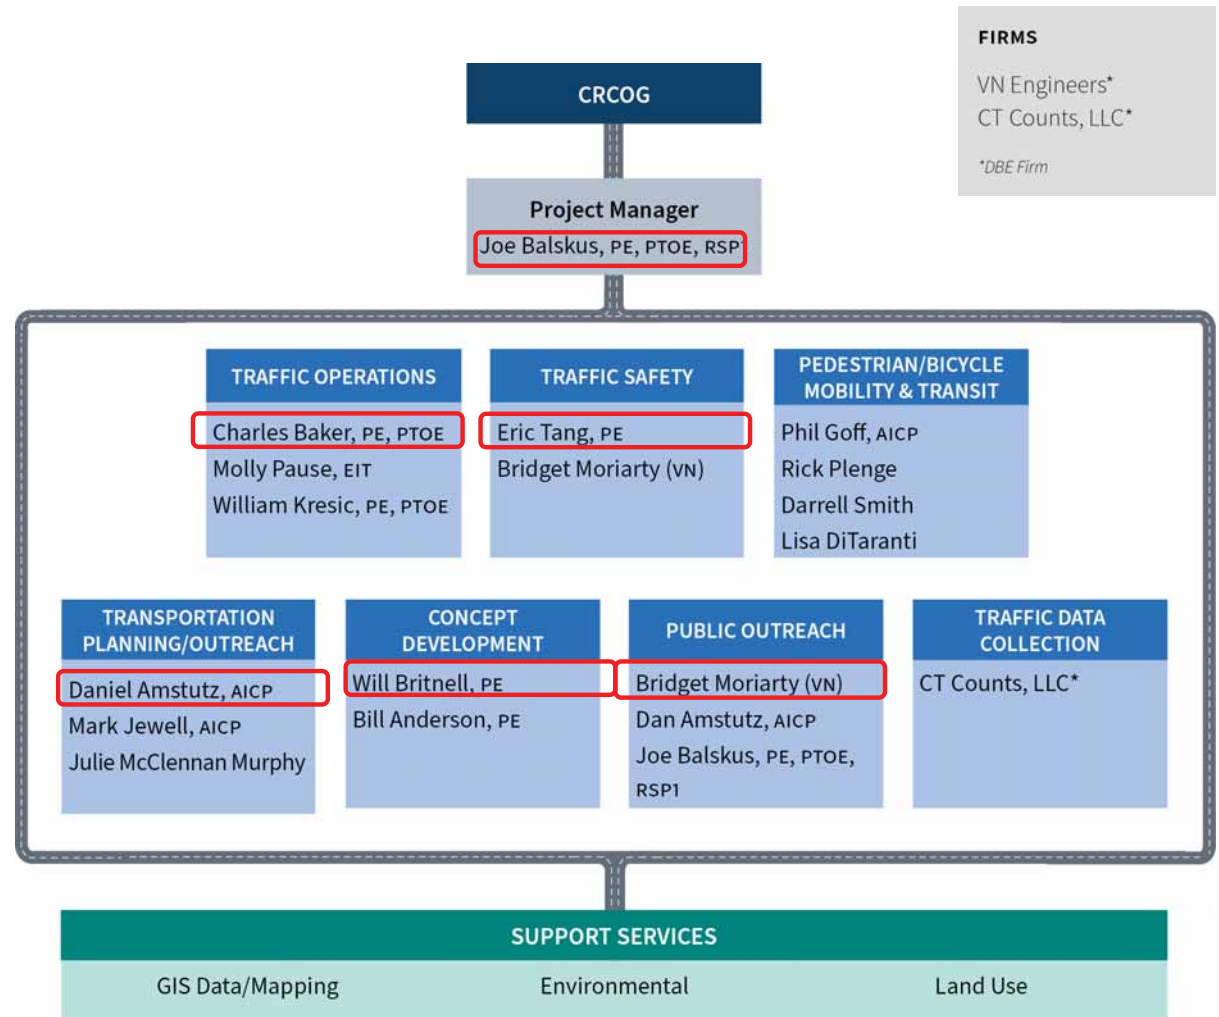 FIRMS
VN Engineers*
CT Counts, LLC*
*DBE Firm
CRCOG
Project Manager
Joe Balskus, PE, PTOE, RSP1
TRAFFIC OPERATIONS
Charles Baker, PE, PTOE
Molly Pause, EIT
William Kresic, PE, PTOE
TRAFFIC SAFETY
Eric Tang, PE
Bridget Moriarty (VN)
PEDESTRIAN/BICYCLE
MOBILITY & TRANSIT
Phil Goff, AICP
Rick Plenge
Darrell Smith
Lisa DiTaranti
TRANSPORTATION
PLANNING/OUTREACH
Daniel Amstutz, AICP
Mark Jewell, AICP
Julie McClennan Murphy
CONCEPT
DEVELOPMENT
Will Britnell, PE
Bill Anderson, PE
PUBLIC OUTREACH
Bridget Moriarty (VN)
Dan Amstutz, AICP
Joe Balskus, PE, PTOE,
RSP1
TRAFFIC DATA
COLLECTION
CT Counts, LLC*
SUPPORT SERVICES
GIS Data/Mapping
Environmental
Land Use